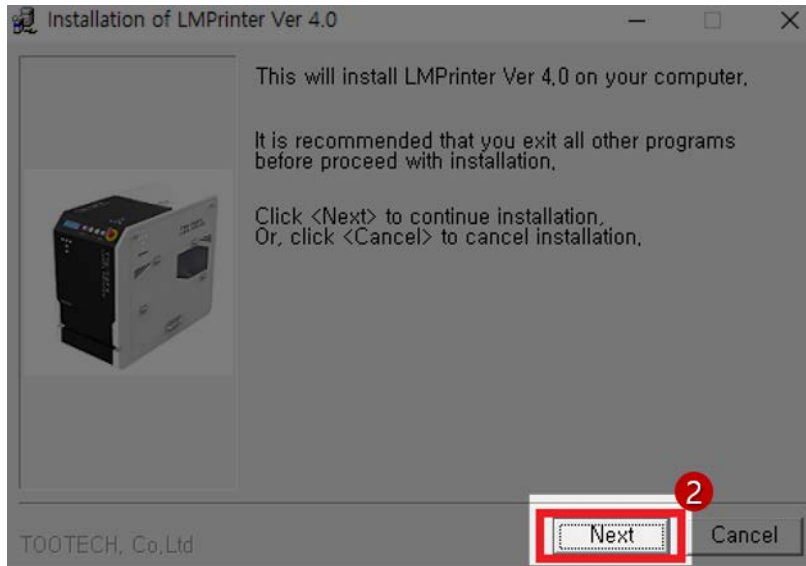 Installation of LMPrinter Ver 4.0
This will install LMPrinter Ver 4.0 on your computer.
It is recommended that you exit all other programs
before proceed with installation.
Click <Next> to continue installation.
Or, click <Cancel> to cancel installation.
2
Next
Cancel
TOOTECH, Co,Ltd